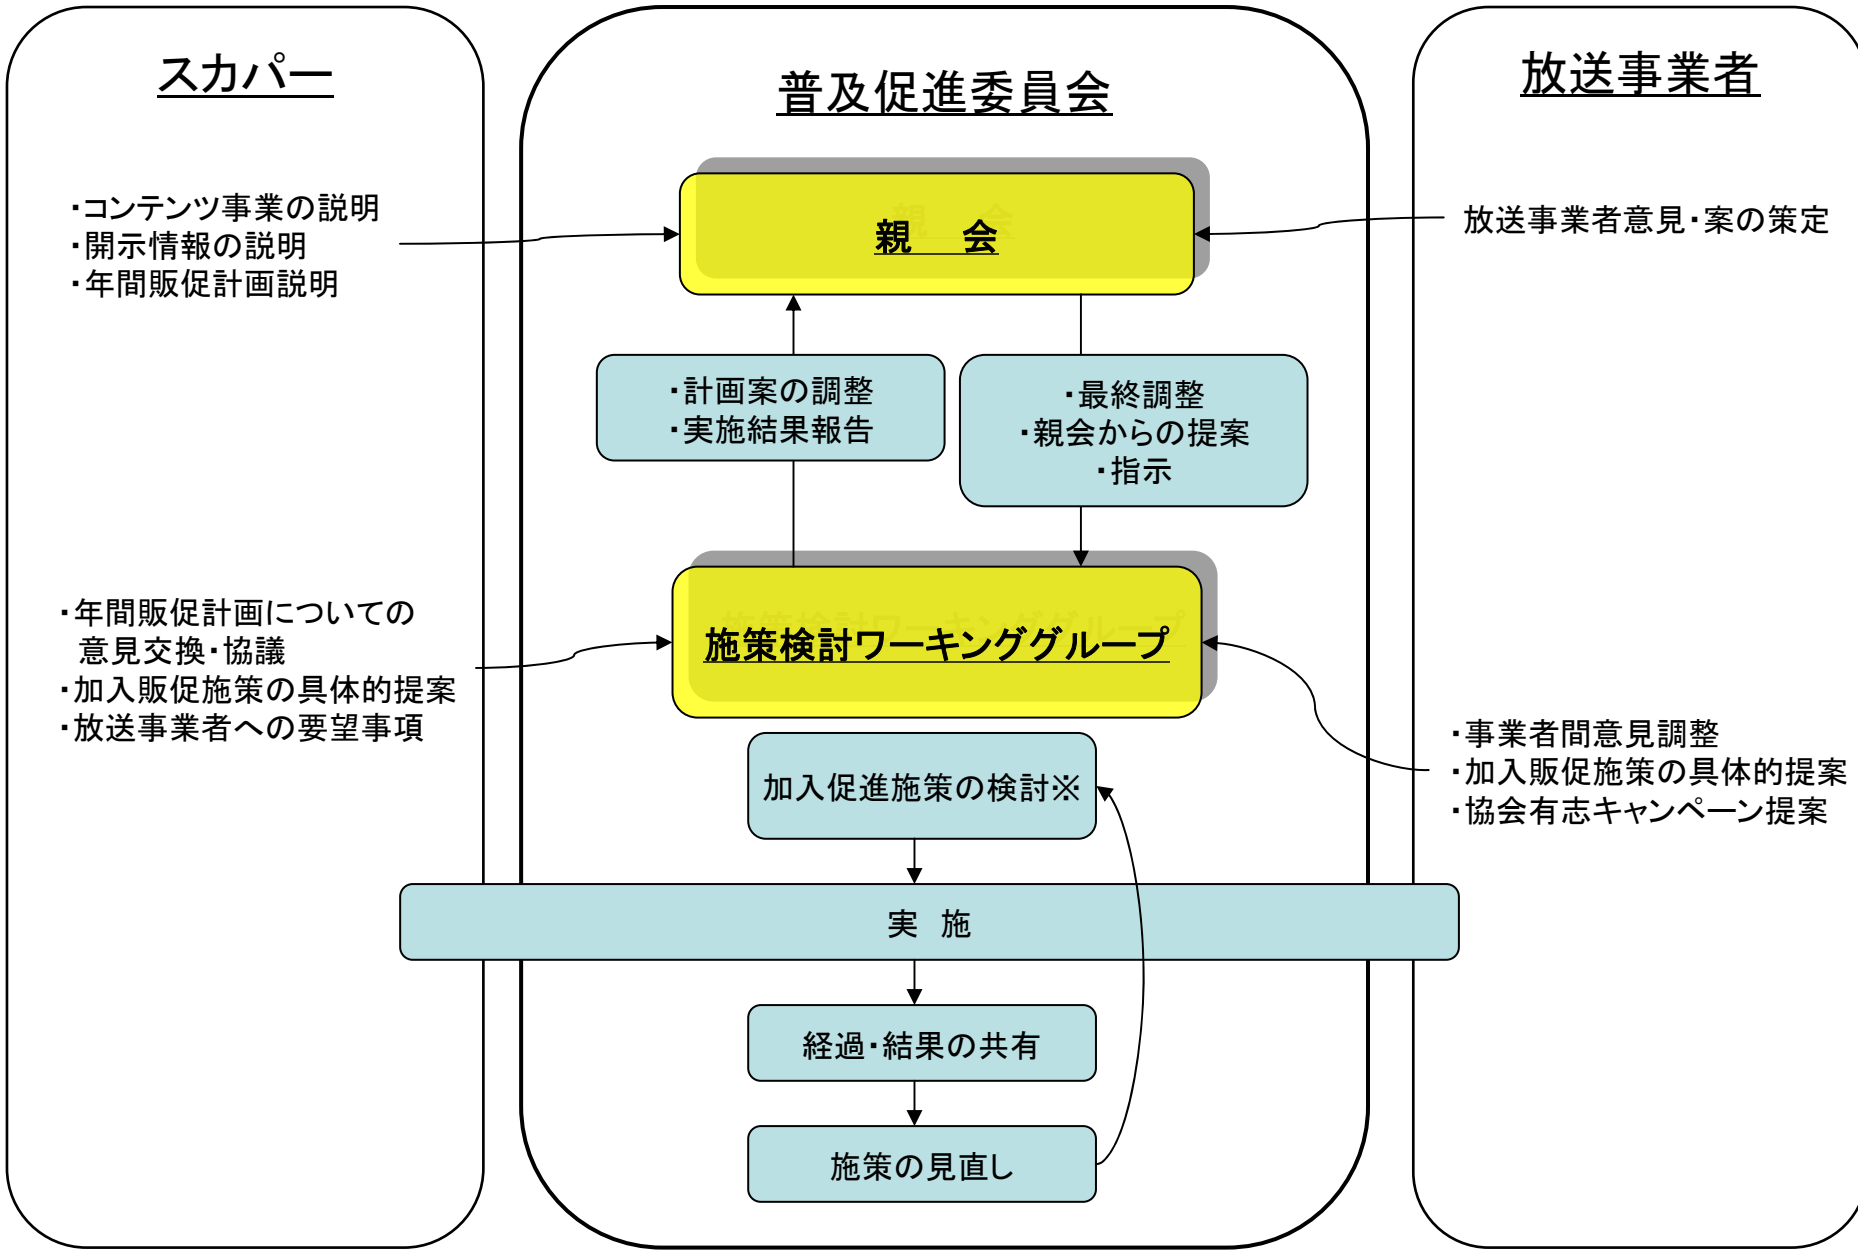 スカパー
・コンテンツ事業の説明
・開示情報の説明
・年間販促計画説明
・年間販促計画についての
意見交換・協議
・加入販促施策の具体的提案
・放送事業者への要望事項
普及促進委員会
親　会
・計画案の調整
・実施結果報告
・最終調整
・親会からの提案
・指示
施策検討ワーキンググループ
加入促進施策の検討※
実　施
経過・結果の共有
施策の見直し
放送事業者
放送事業者意見・案の策定
・事業者間意見調整
・加入販促施策の具体的提案
・協会有志キャンペーン提案